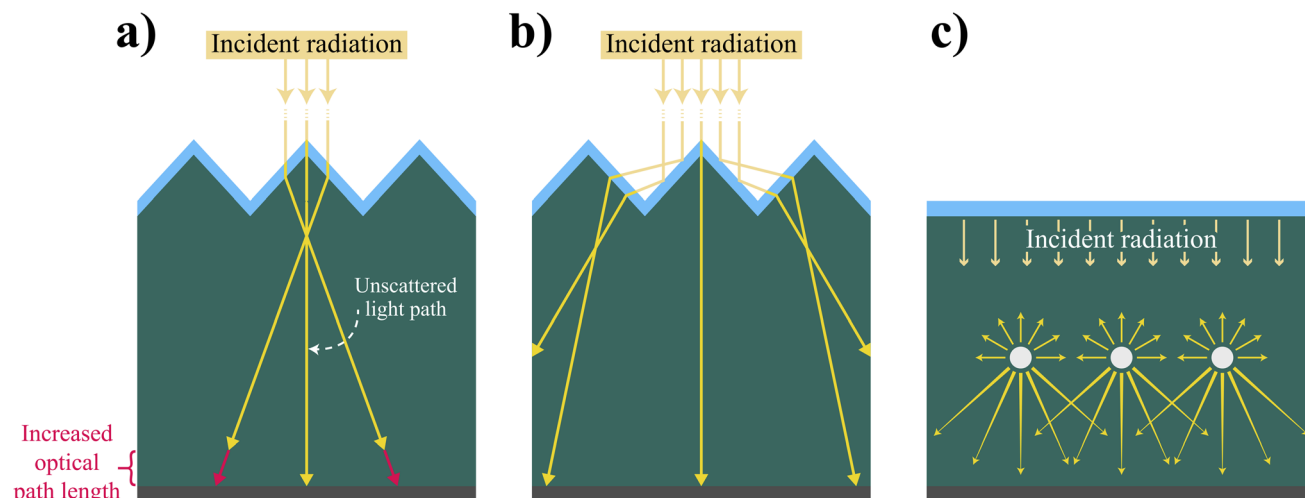 a)
Incident radiation
Unscattered
light path
Increased
optical
path length
b)
Incident radiation
c)
Incident radiation